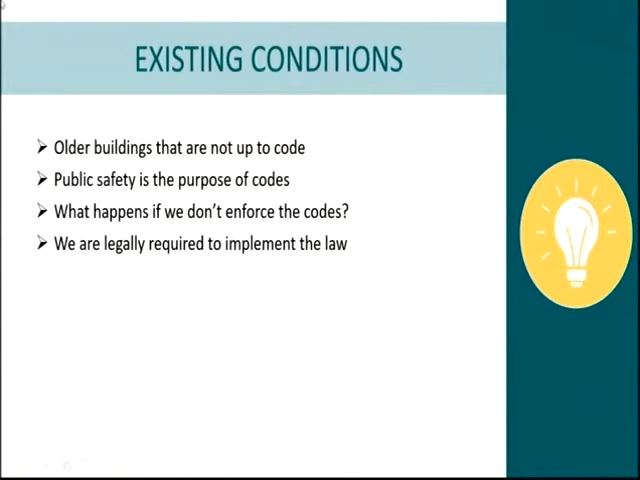 EXISTING CONDITIONS
Older buildings that are not up to code
Public safety is the purpose of codes
What happens if we don't enforce the codes?
We are legally required to implement the law